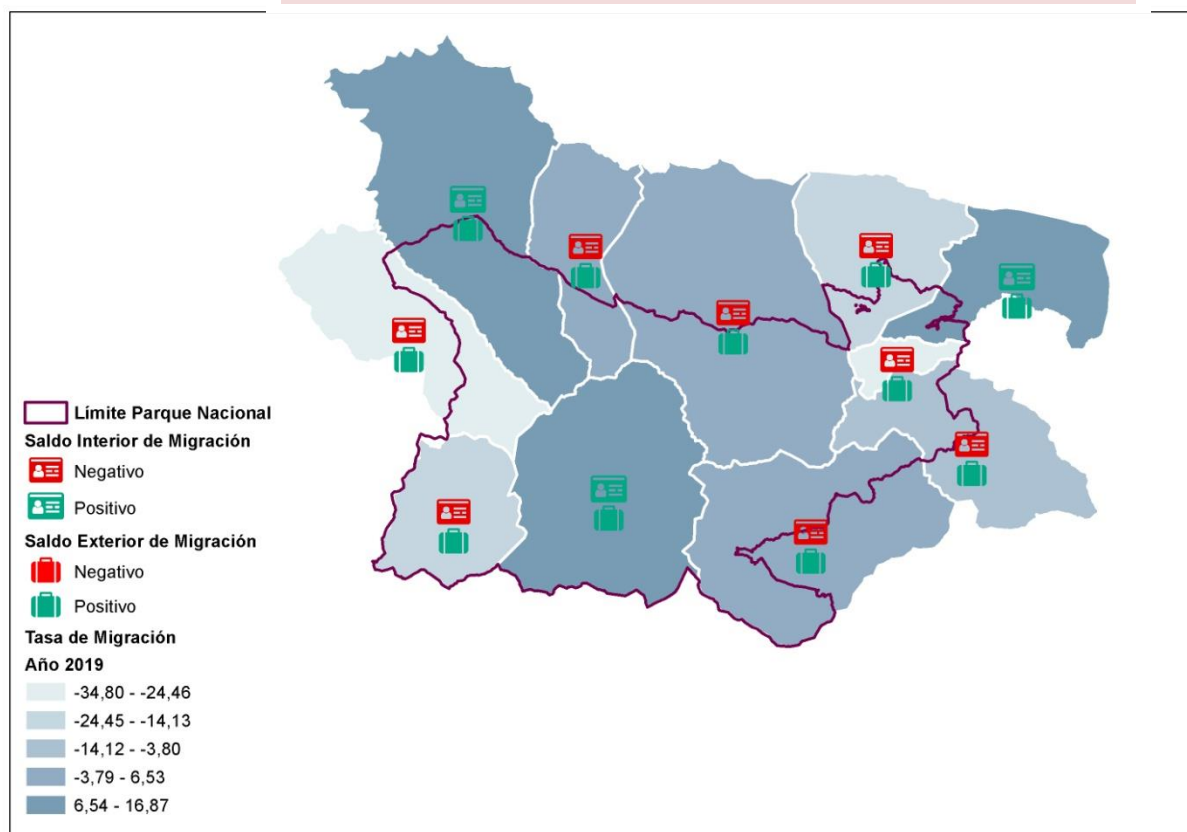 Límite Parque Nacional
Saldo Interior de Migración
Negativo
Positivo
Saldo Exterior de Migración
Negativo
Positivo
Tasa de Migración
Año 2019
-34,80 - -24,46
-24,45 - -14,13
-14,12 - -3,80
-3,79 - 6,53
6,54 - 16,87